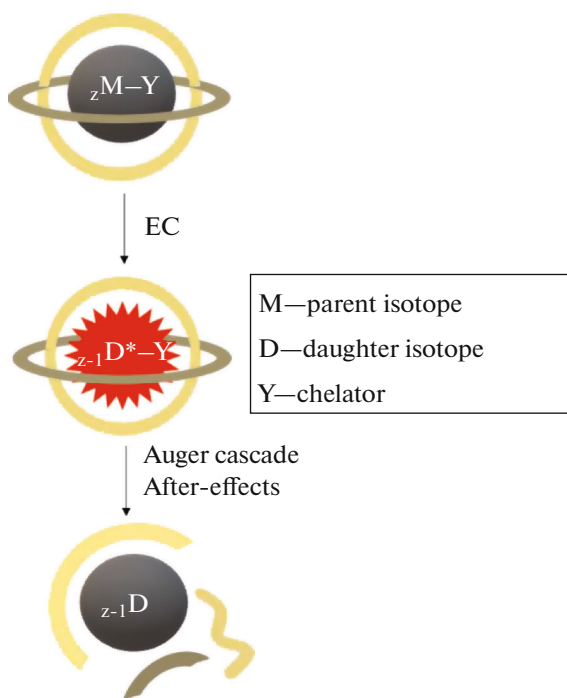 zM–Y
EC
z-1D*–Y
M—parent isotope
D—daughter isotope
Y—chelator
Auger cascade
After-effects
z-1D